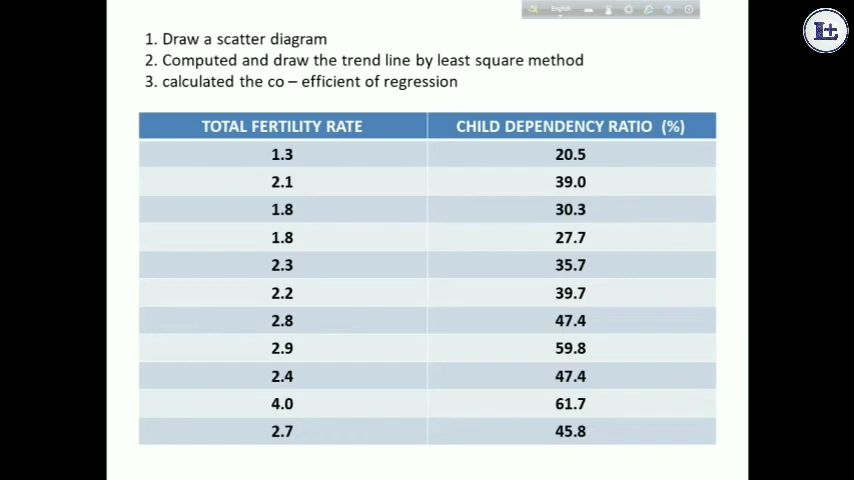 English
1. Draw a scatter diagram
2. Computed and draw the trend line by least square method
3. calculated the co – efficient of regression
TOTAL FERTILITY RATE CHILD DEPENDENCY RATIO (%)
1.3 20.5
2.1 39.0
1.8 30.3
1.8 27.7
2.3 35.7
2.2 39.7
2.8 47.4
2.9 59.8
2.4 47.4
4.0 61.7
2.7 45.8